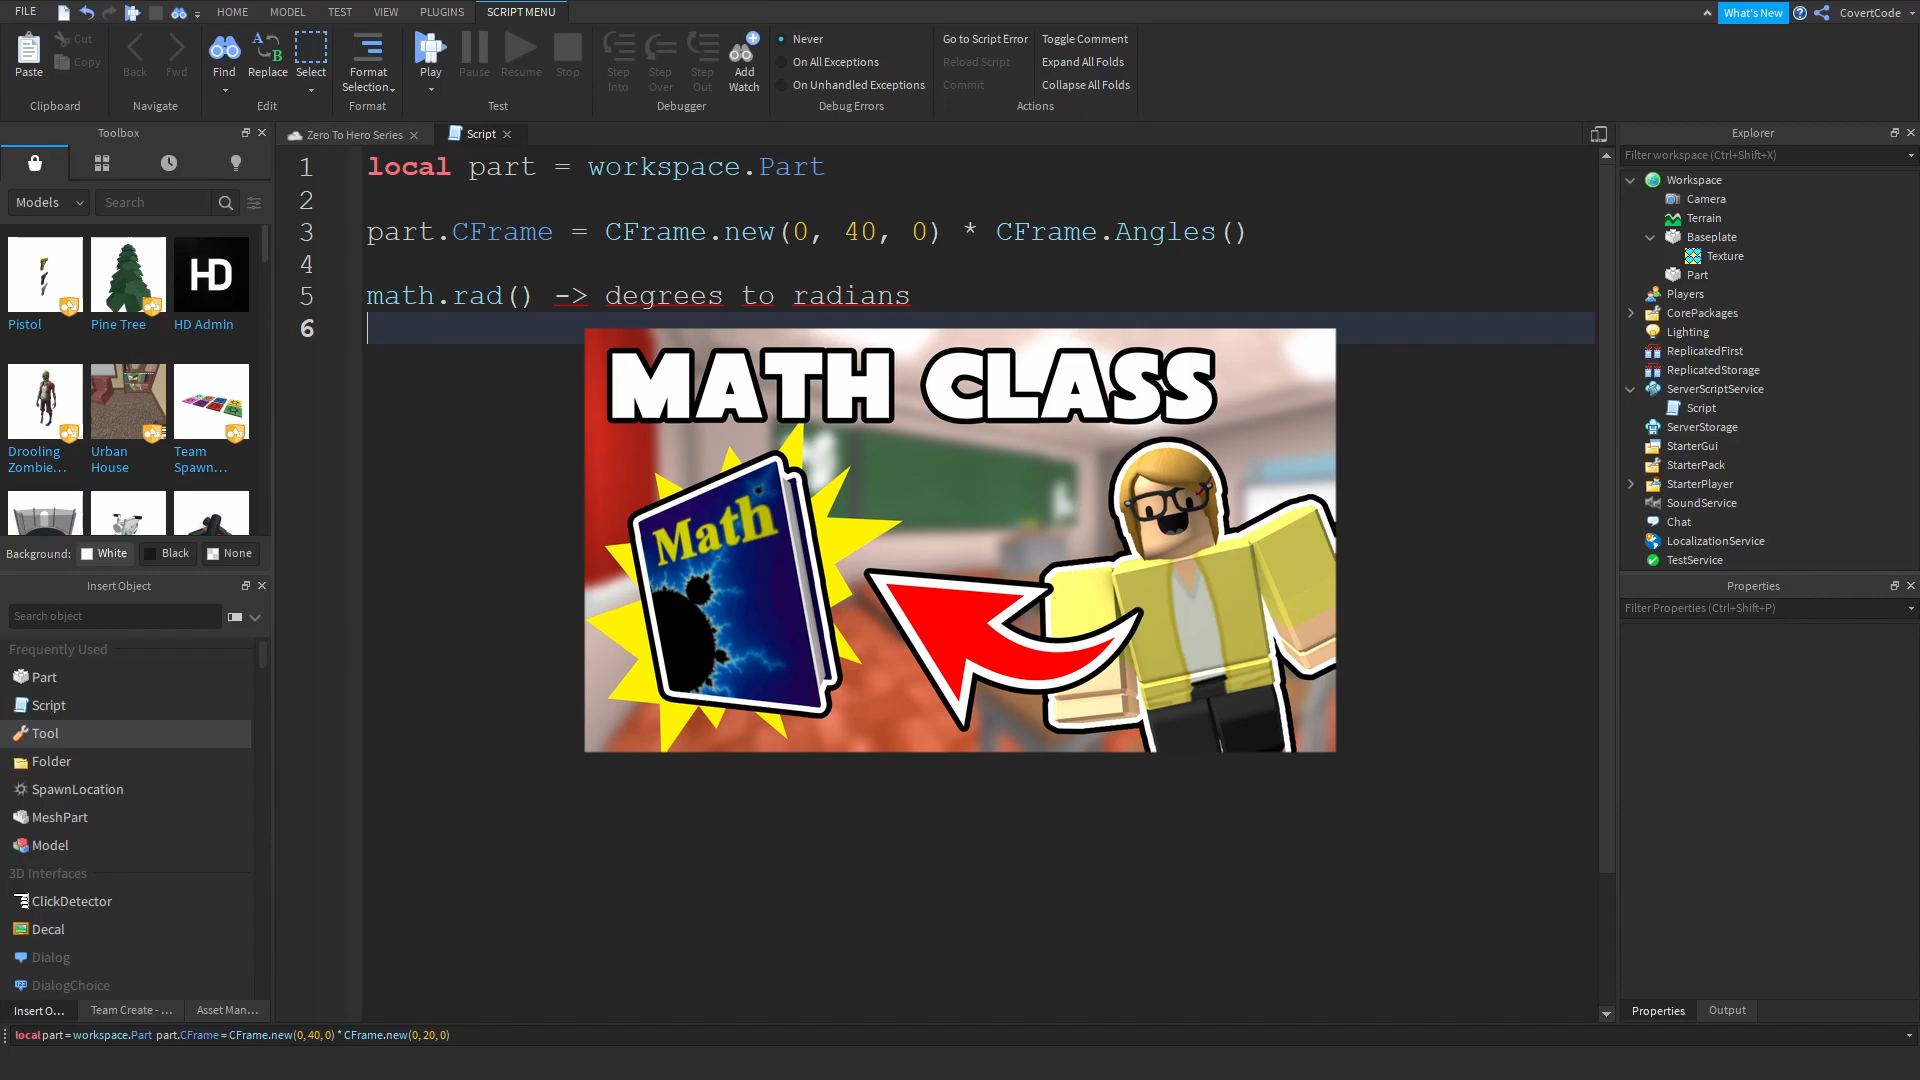 FILE HOME MODEL TEST VIEW PLUGINS SCRIPT MENU What's New CovertCode
Paste Cut Copy
Clipboard
Back Fwd
Navigate
Find Replace Select
Edit
Format Selection
Format
Play Pause Resume Stop
Test
Step Into Step Over Step Out Add Watch
Debugger
Never
On All Exceptions
On Unhandled Exceptions
Debug Errors
Go to Script Error Toggle Comment
Reload Script Expand All Folds
Commit Collapse All Folds
Actions
Toolbox
Models Search
HD
Pistol Pine Tree HD Admin
Drooling Zombie... Urban House Team Spawn...
Background: White Black None
Insert Object
Search object
Frequently Used
Part
Script
Tool
Folder
SpawnLocation
MeshPart
Model
3D Interfaces
ClickDetector
Decal
Dialog
DialogChoice
Insert O... Team Create - ... Asset Man...
Zero To Hero Series Script
1 local part = workspace.Part
2
3 part.CFrame = CFrame.new(0, 40, 0) * CFrame.Angles()
4
5 math.rad() -> degrees to radians
6
MATH CLASS
Math
Explorer
Filter workspace (Ctrl+Shift+X)
Workspace
Camera
Terrain
Baseplate
Texture
Part
Players
CorePackages
Lighting
ReplicatedFirst
ReplicatedStorage
ServerScriptService
Script
ServerStorage
StarterGui
StarterPack
StarterPlayer
SoundService
Chat
LocalizationService
TestService
Properties
Filter Properties (Ctrl+Shift+P)
Properties Output
local part = workspace.Part part.CFrame = CFrame.new(0, 40, 0) * CFrame.new(0, 20, 0)